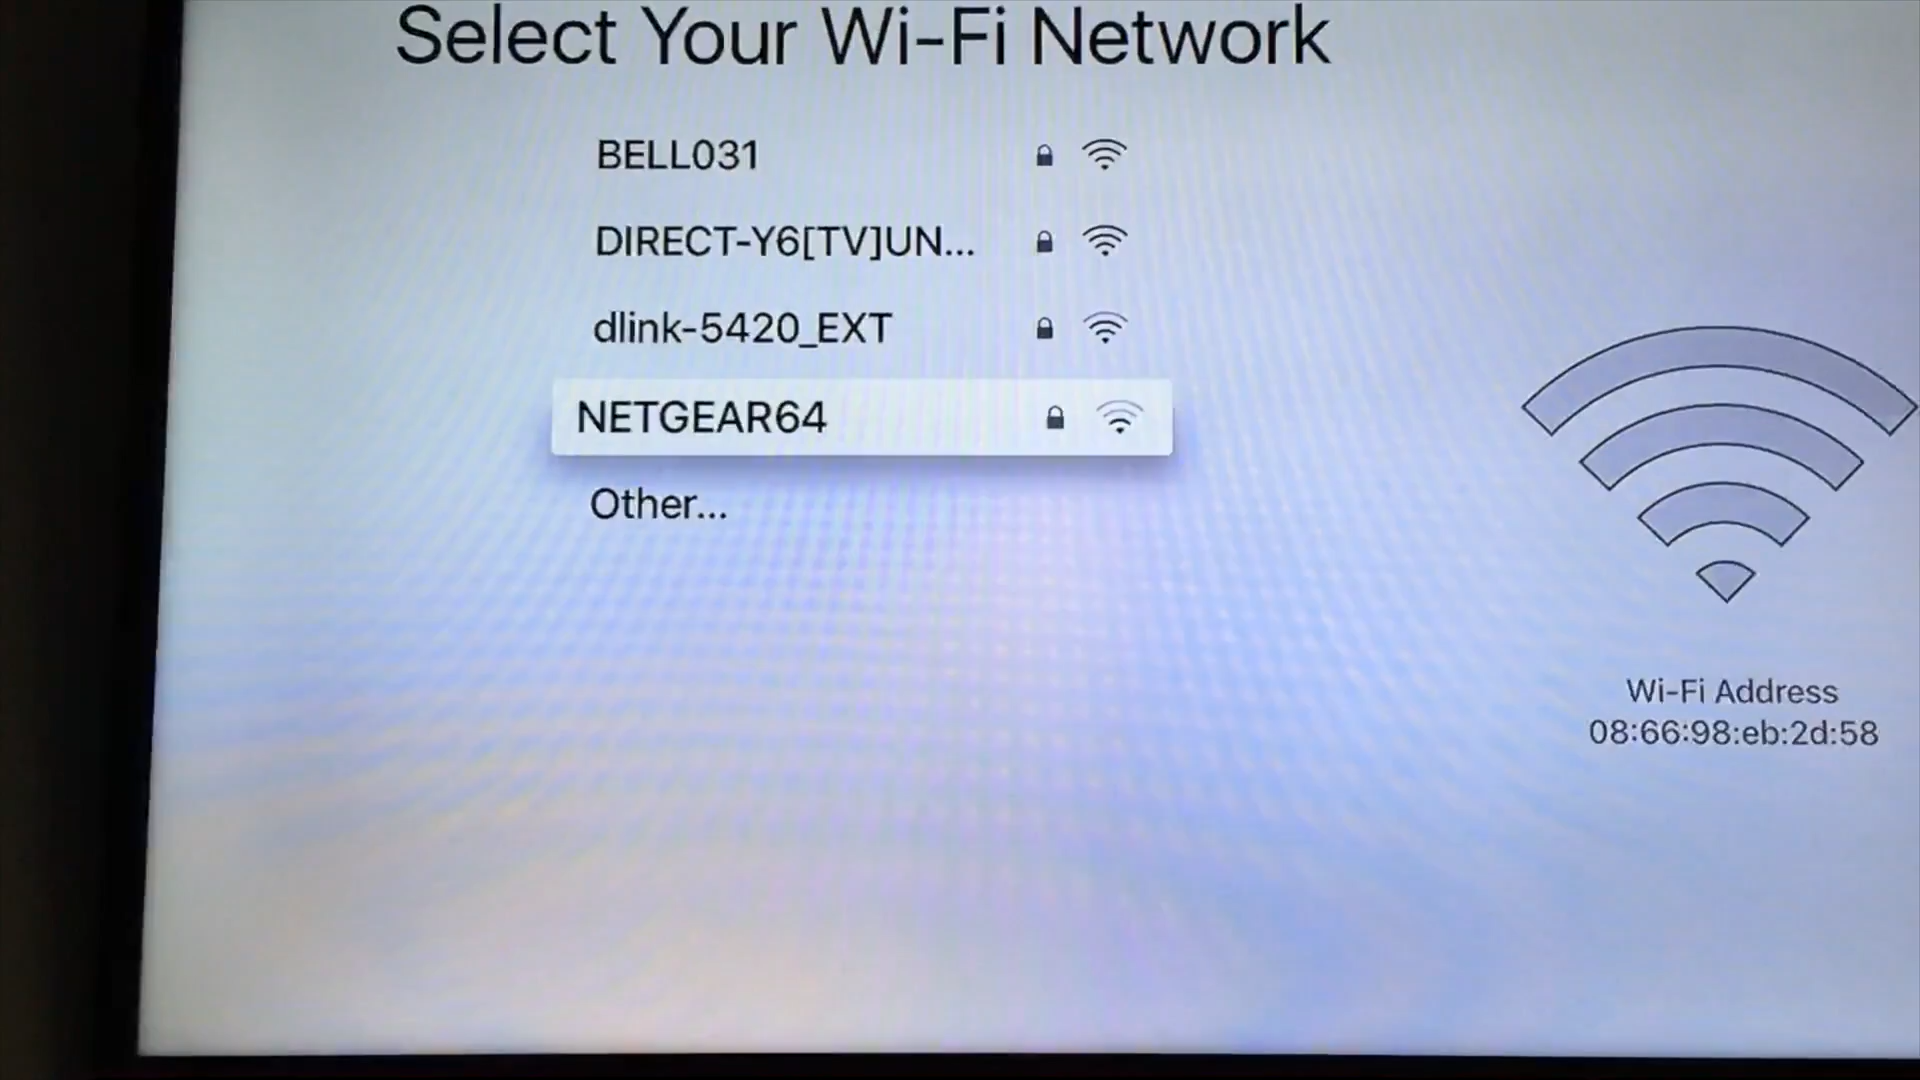 Select Your Wi-Fi Network
BELL031
DIRECT-Y6[TV]UN...
dlink-5420_EXT
NETGEAR64
Other...
Wi-Fi Address
08:66:98:eb:2d:58